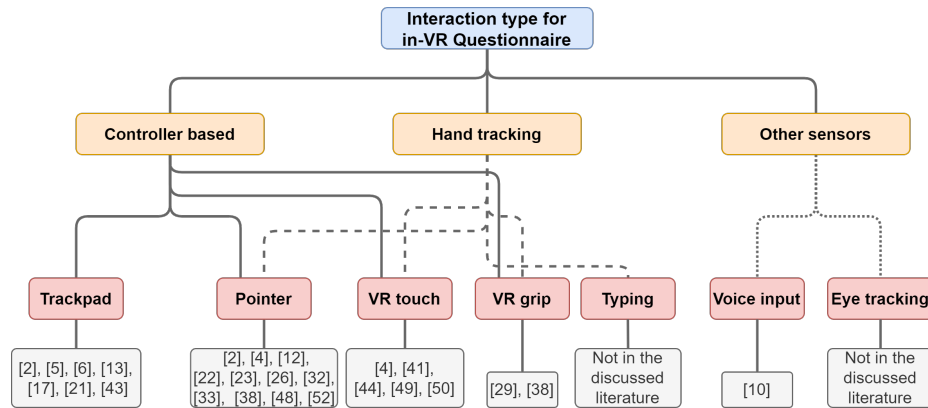 Interaction type for
in-VR Questionnaire
Controller based
Hand tracking
Other sensors
Trackpad
Pointer
VR touch
VR grip
Typing
Voice input
Eye tracking
[2], [5], [6], [13],
[17], [21], [43]
[2], [4], [12],
[22], [23], [26], [32],
[33], [38], [48], [52]
[4], [41],
[44], [49], [50]
[29], [38]
Not in the
discussed
literature
[10]
Not in the
discussed
literature